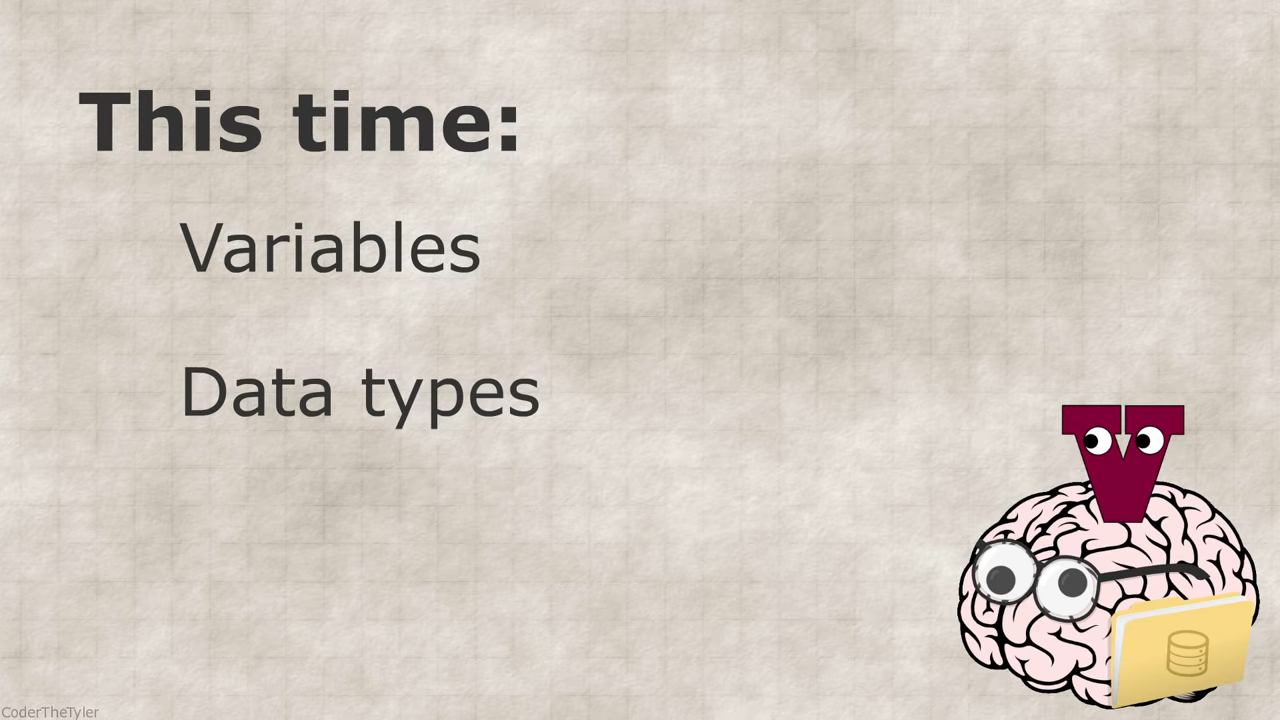 This time:
Variables
Data types
V
CoderTheTyler